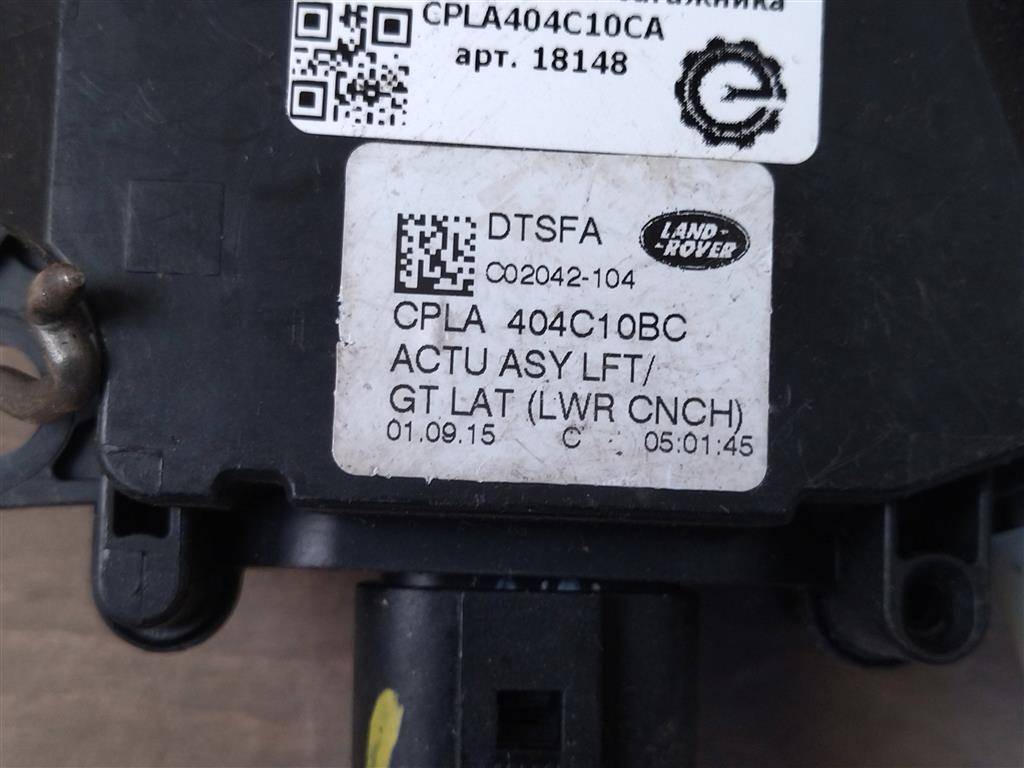 CPLA404C10CA
арт. 18148
DTSFA
LAND-
-ROVER
C02042-104
CPLA 404C10BC
ACTU ASY LFT/
GT LAT (LWR CNCH)
01.09.15 C 05:01:45